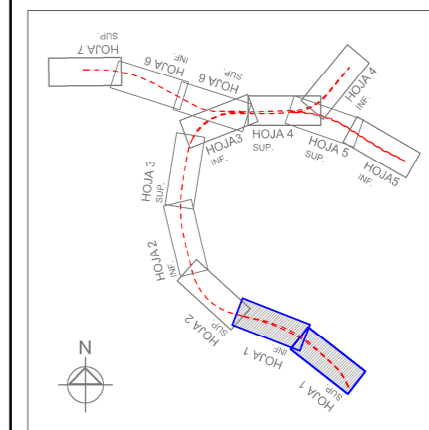 HOJA 7
SUP.
HOJA 6
INF.
HOJA 6
SUP.
HOJA 4
INF.
HOJA3
INF.
HOJA 4
SUP.
HOJA 5
SUP.
HOJA5
INF.
HOJA 3
SUP.
HOJA 2
INF.
HOJA 2
SUP.
HOJA 1
INF.
HOJA 1
SUP.
N